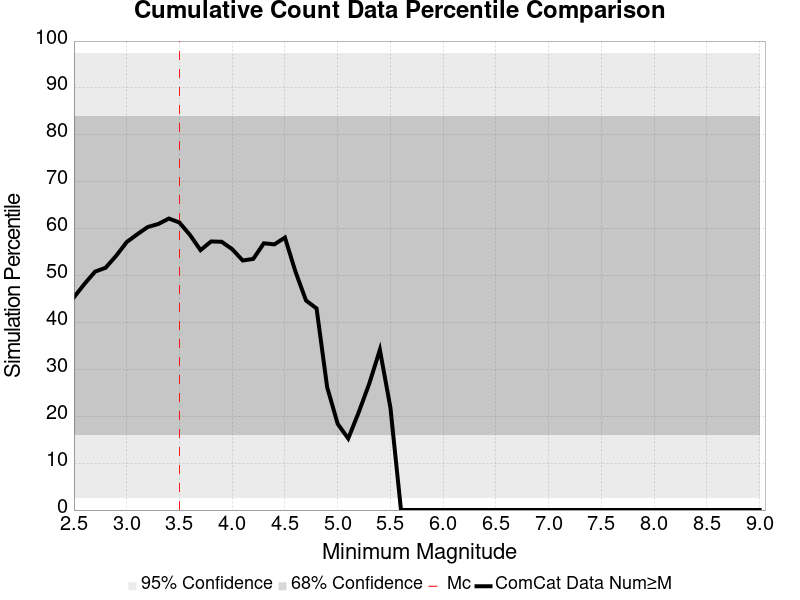 Cumulative Count Data Percentile Comparison
Simulation Percentile
100
90
80
70
60
50
40
30
20
10
0
2.5 3.0 3.5 4.0 4.5 5.0 5.5 6.0 6.5 7.0 7.5 8.0 8.5 9.0
Minimum Magnitude
95% Confidence 68% Confidence Mc ComCat Data Num≥M